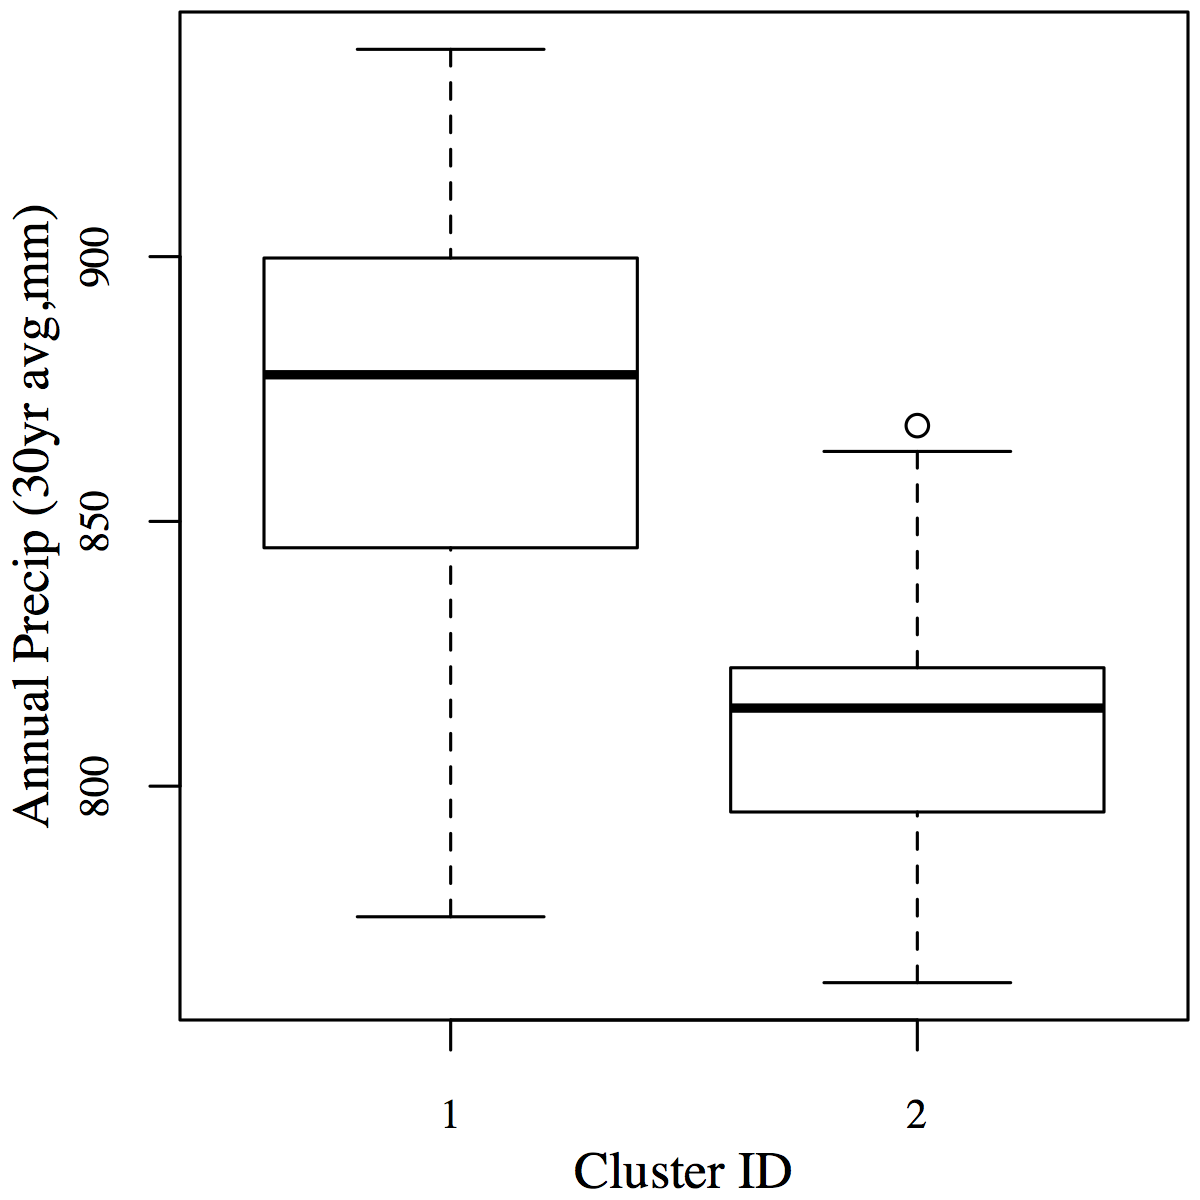 Annual Precip (30yr avg,mm)
900
850
800
1
2
Cluster ID